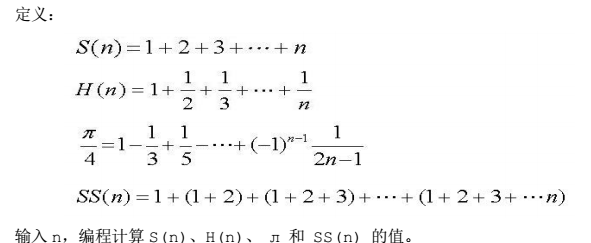 定义:
S(n)=1+2+3+⋯+n
H(n)=1+1/2+1/3+⋯+1/n
π/4=1-1/3+1/5-⋯+(-1)^{n-1} 1/(2n-1)
SS(n)=1+(1+2)+(1+2+3)+⋯+(1+2+3+⋯n)
输入n，编程计算S(n)、H(n)、 π 和 SS(n) 的值。